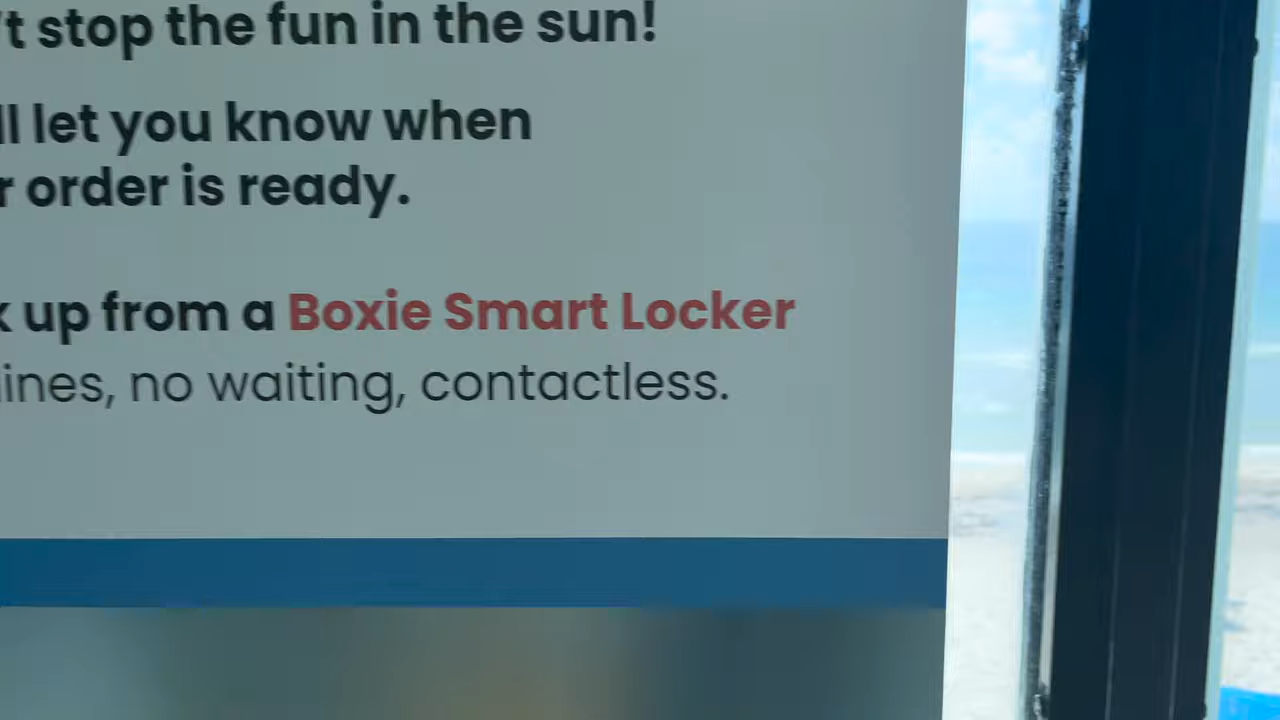 't stop the fun in the sun!
ll let you know when
r order is ready.
k up from a Boxie Smart Locker
ines, no waiting, contactless.